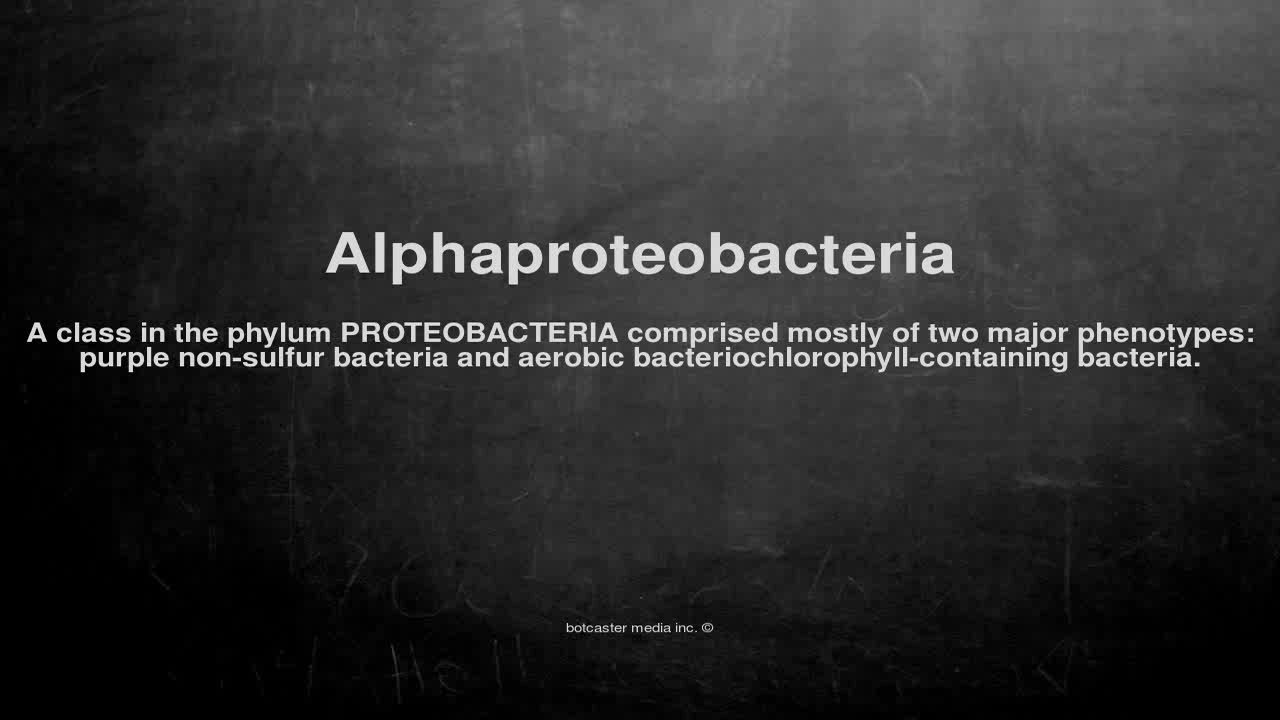 Alphaproteobacteria
A class in the phylum PROTEOBACTERIA comprised mostly of two major phenotypes:
purple non-sulfur bacteria and aerobic bacteriochlorophyll-containing bacteria.
botcaster media inc. ©